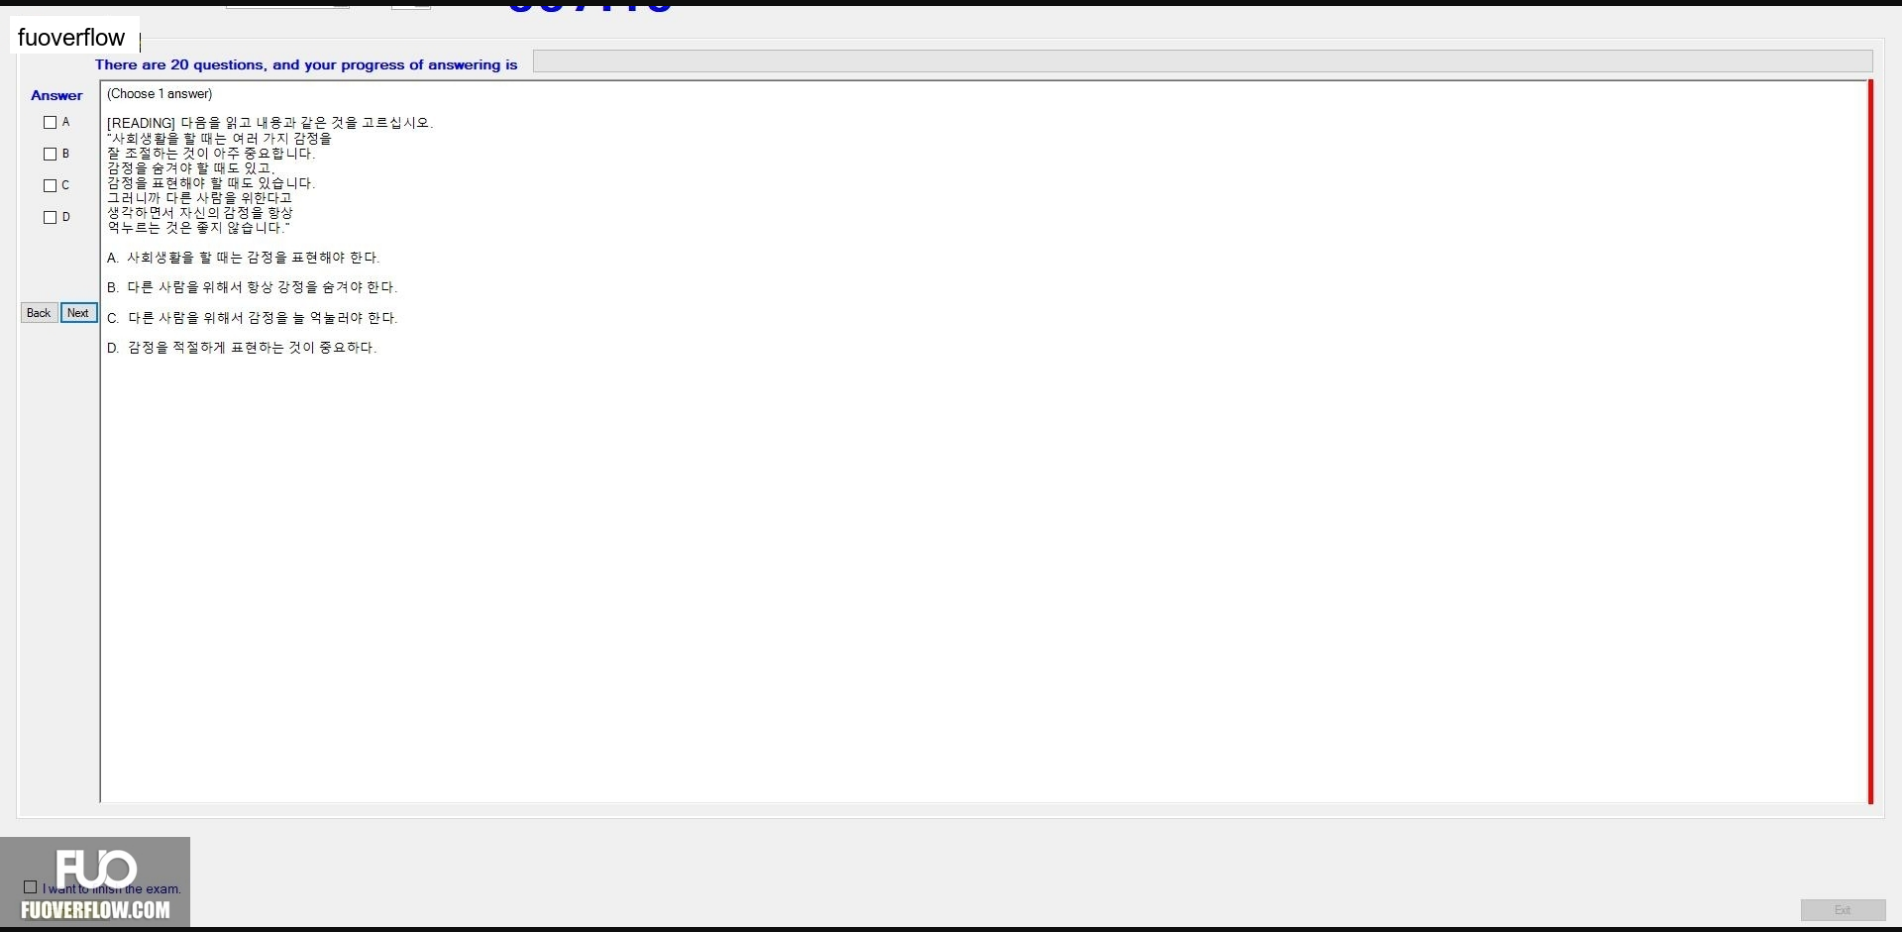 fuoverflow
There are 20 questions, and your progress of answering is
Answer
(Choose 1 answer)
A
B
C
D
[READING] 다음을 읽고 내용과 같은 것을 고르십시오.
"사회생활을 할 때는 여러 가지 감정을
잘 조절하는 것이 아주 중요합니다.
감정을 숨겨야 할 때도 있고,
감정을 표현해야 할 때도 있습니다.
그러니까 다른 사람을 위한다고
생각하면서 자신의 감정을 항상
억누르는 것은 좋지 않습니다."
A. 사회생활을 할 때는 감정을 표현해야 한다.
B. 다른 사람을 위해서 항상 강정을 숨겨야 한다.
Back Next
C. 다른 사람을 위해서 감정을 늘 억눌러야 한다.
D. 감정을 적절하게 표현하는 것이 중요하다.
FUO
I want to finish the exam.
FUOVERFLOW.COM
Exit